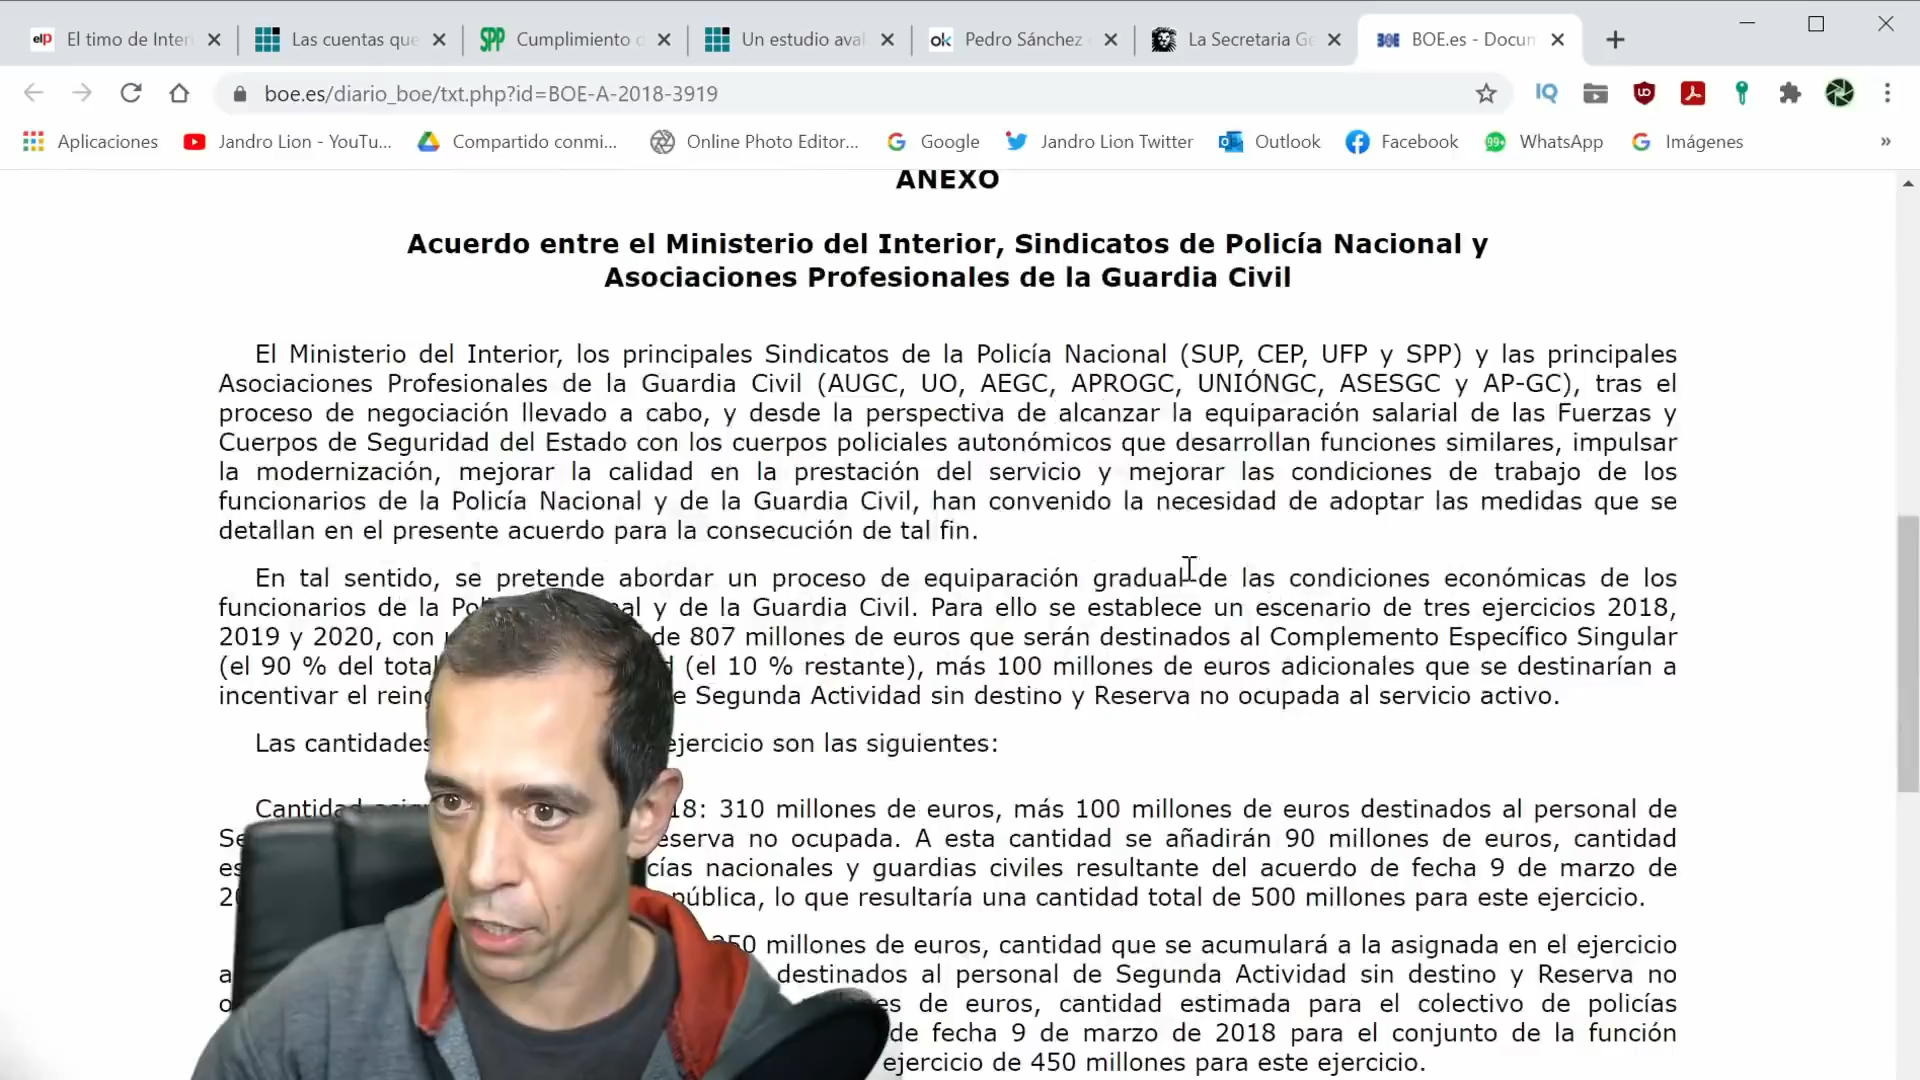 El timo de Inter
Las cuentas que
Cumplimiento d
Un estudio aval
Pedro Sánchez
La Secretaria Ge
BOE.es - Docum
boe.es/diario_boe/txt.php?id=BOE-A-2018-3919
Aplicaciones
Jandro Lion - YouTu...
Compartido conmi...
Online Photo Editor...
Google
Jandro Lion Twitter
Outlook
Facebook
WhatsApp
Imágenes
»
ANEXO
Acuerdo entre el Ministerio del Interior, Sindicatos de Policía Nacional y
Asociaciones Profesionales de la Guardia Civil
El Ministerio del Interior, los principales Sindicatos de la Policía Nacional (SUP, CEP, UFP y SPP) y las principales
Asociaciones Profesionales de la Guardia Civil (AUGC, UO, AEGC, APROGC, UNIÓNGC, ASESGC y AP-GC), tras el
proceso de negociación llevado a cabo, y desde la perspectiva de alcanzar la equiparación salarial de las Fuerzas y
Cuerpos de Seguridad del Estado con los cuerpos policiales autonómicos que desarrollan funciones similares, impulsar
la modernización, mejorar la calidad en la prestación del servicio y mejorar las condiciones de trabajo de los
funcionarios de la Policía Nacional y de la Guardia Civil, han convenido la necesidad de adoptar las medidas que se
detallan en el presente acuerdo para la consecución de tal fin.
En tal sentido, se pretende abordar un proceso de equiparación gradual de las condiciones económicas de los
funcionarios de la Po al y de la Guardia Civil. Para ello se establece un escenario de tres ejercicios 2018,
2019 y 2020, con de 807 millones de euros que serán destinados al Complemento Específico Singular
(el 90 % del total d (el 10 % restante), más 100 millones de euros adicionales que se destinarían a
incentivar el rein e Segunda Actividad sin destino y Reserva no ocupada al servicio activo.
Las cantidades ejercicio son las siguientes:
Cantidad 18: 310 millones de euros, más 100 millones de euros destinados al personal de
Se eserva no ocupada. A esta cantidad se añadirán 90 millones de euros, cantidad
es cías nacionales y guardias civiles resultante del acuerdo de fecha 9 de marzo de
20 pública, lo que resultaría una cantidad total de 500 millones para este ejercicio.
250 millones de euros, cantidad que se acumulará a la asignada en el ejercicio
a destinados al personal de Segunda Actividad sin destino y Reserva no
o es de euros, cantidad estimada para el colectivo de policías
de fecha 9 de marzo de 2018 para el conjunto de la función
ejercicio de 450 millones para este ejercicio.